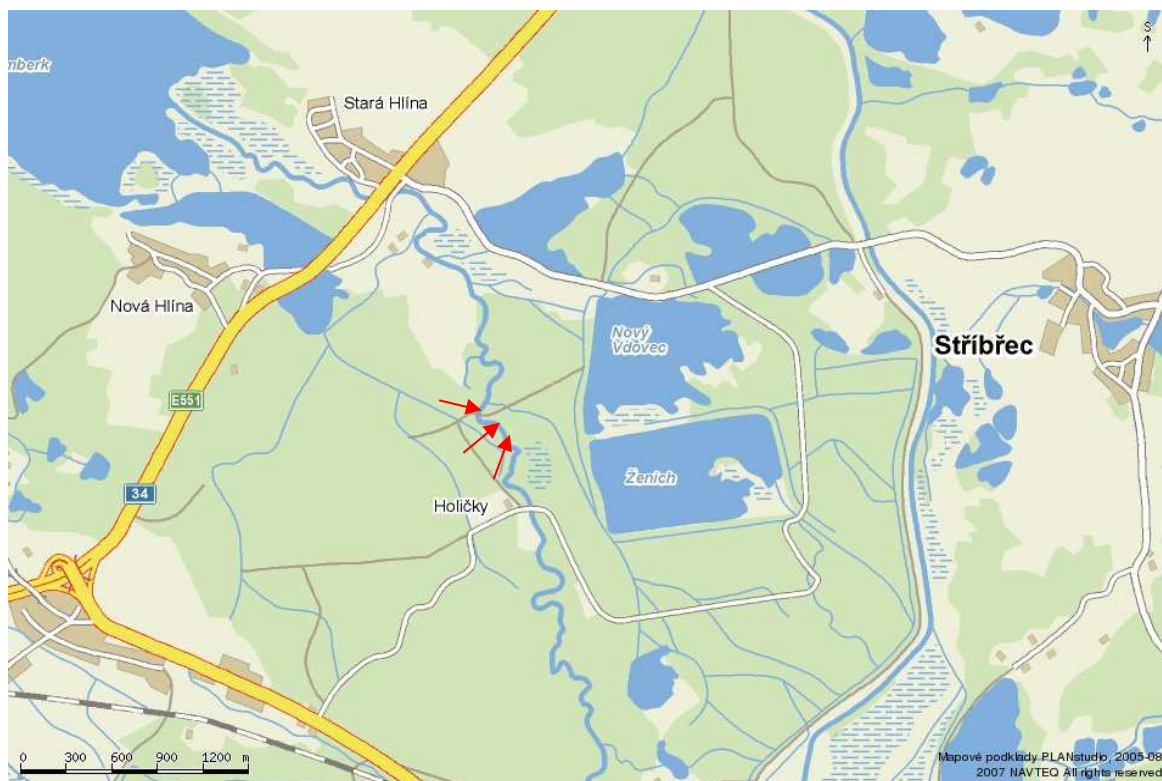 mberk
S
Stará Hlína
Nová Hlína
Nový
Vdovec
Stříbřec
E551
34
Ženich
Holičky
0 300 600 900 1200 m
Mapové podklady PLANstudio, 2005-08
2007 NAVTEQ All rights reserved